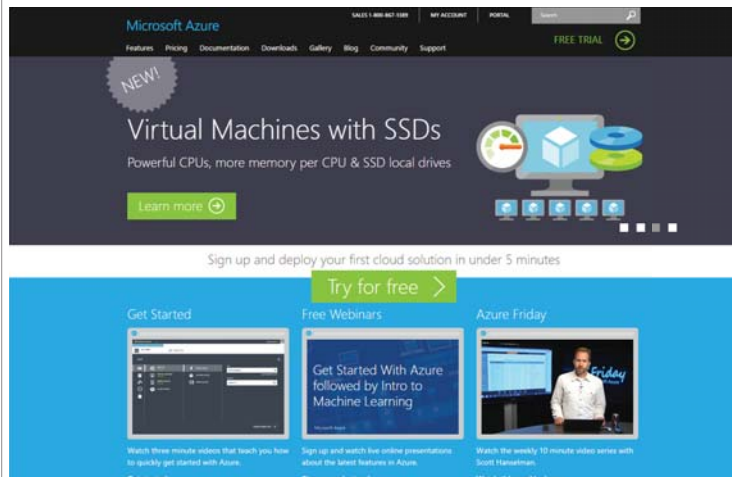 SALES 1-800-867-1389 MY ACCOUNT PORTAL Search
Microsoft Azure
FREE TRIAL
Features Pricing Documentation Downloads Gallery Blog Community Support
NEW!
Virtual Machines with SSDs
Powerful CPUs, more memory per CPU & SSD local drives
Learn more
Sign up and deploy your first cloud solution in under 5 minutes
Try for free
Get Started
Free Webinars
Azure Friday
Get Started With Azure
followed by Intro to
Machine Learning
Microsoft Azure
Friday
Watch three minute videos that teach you how
to quickly get started with Azure.
Sign up and watch live online presentations
about the latest features in Azure.
Watch the weekly 10 minute video series with
Scott Hanselman.